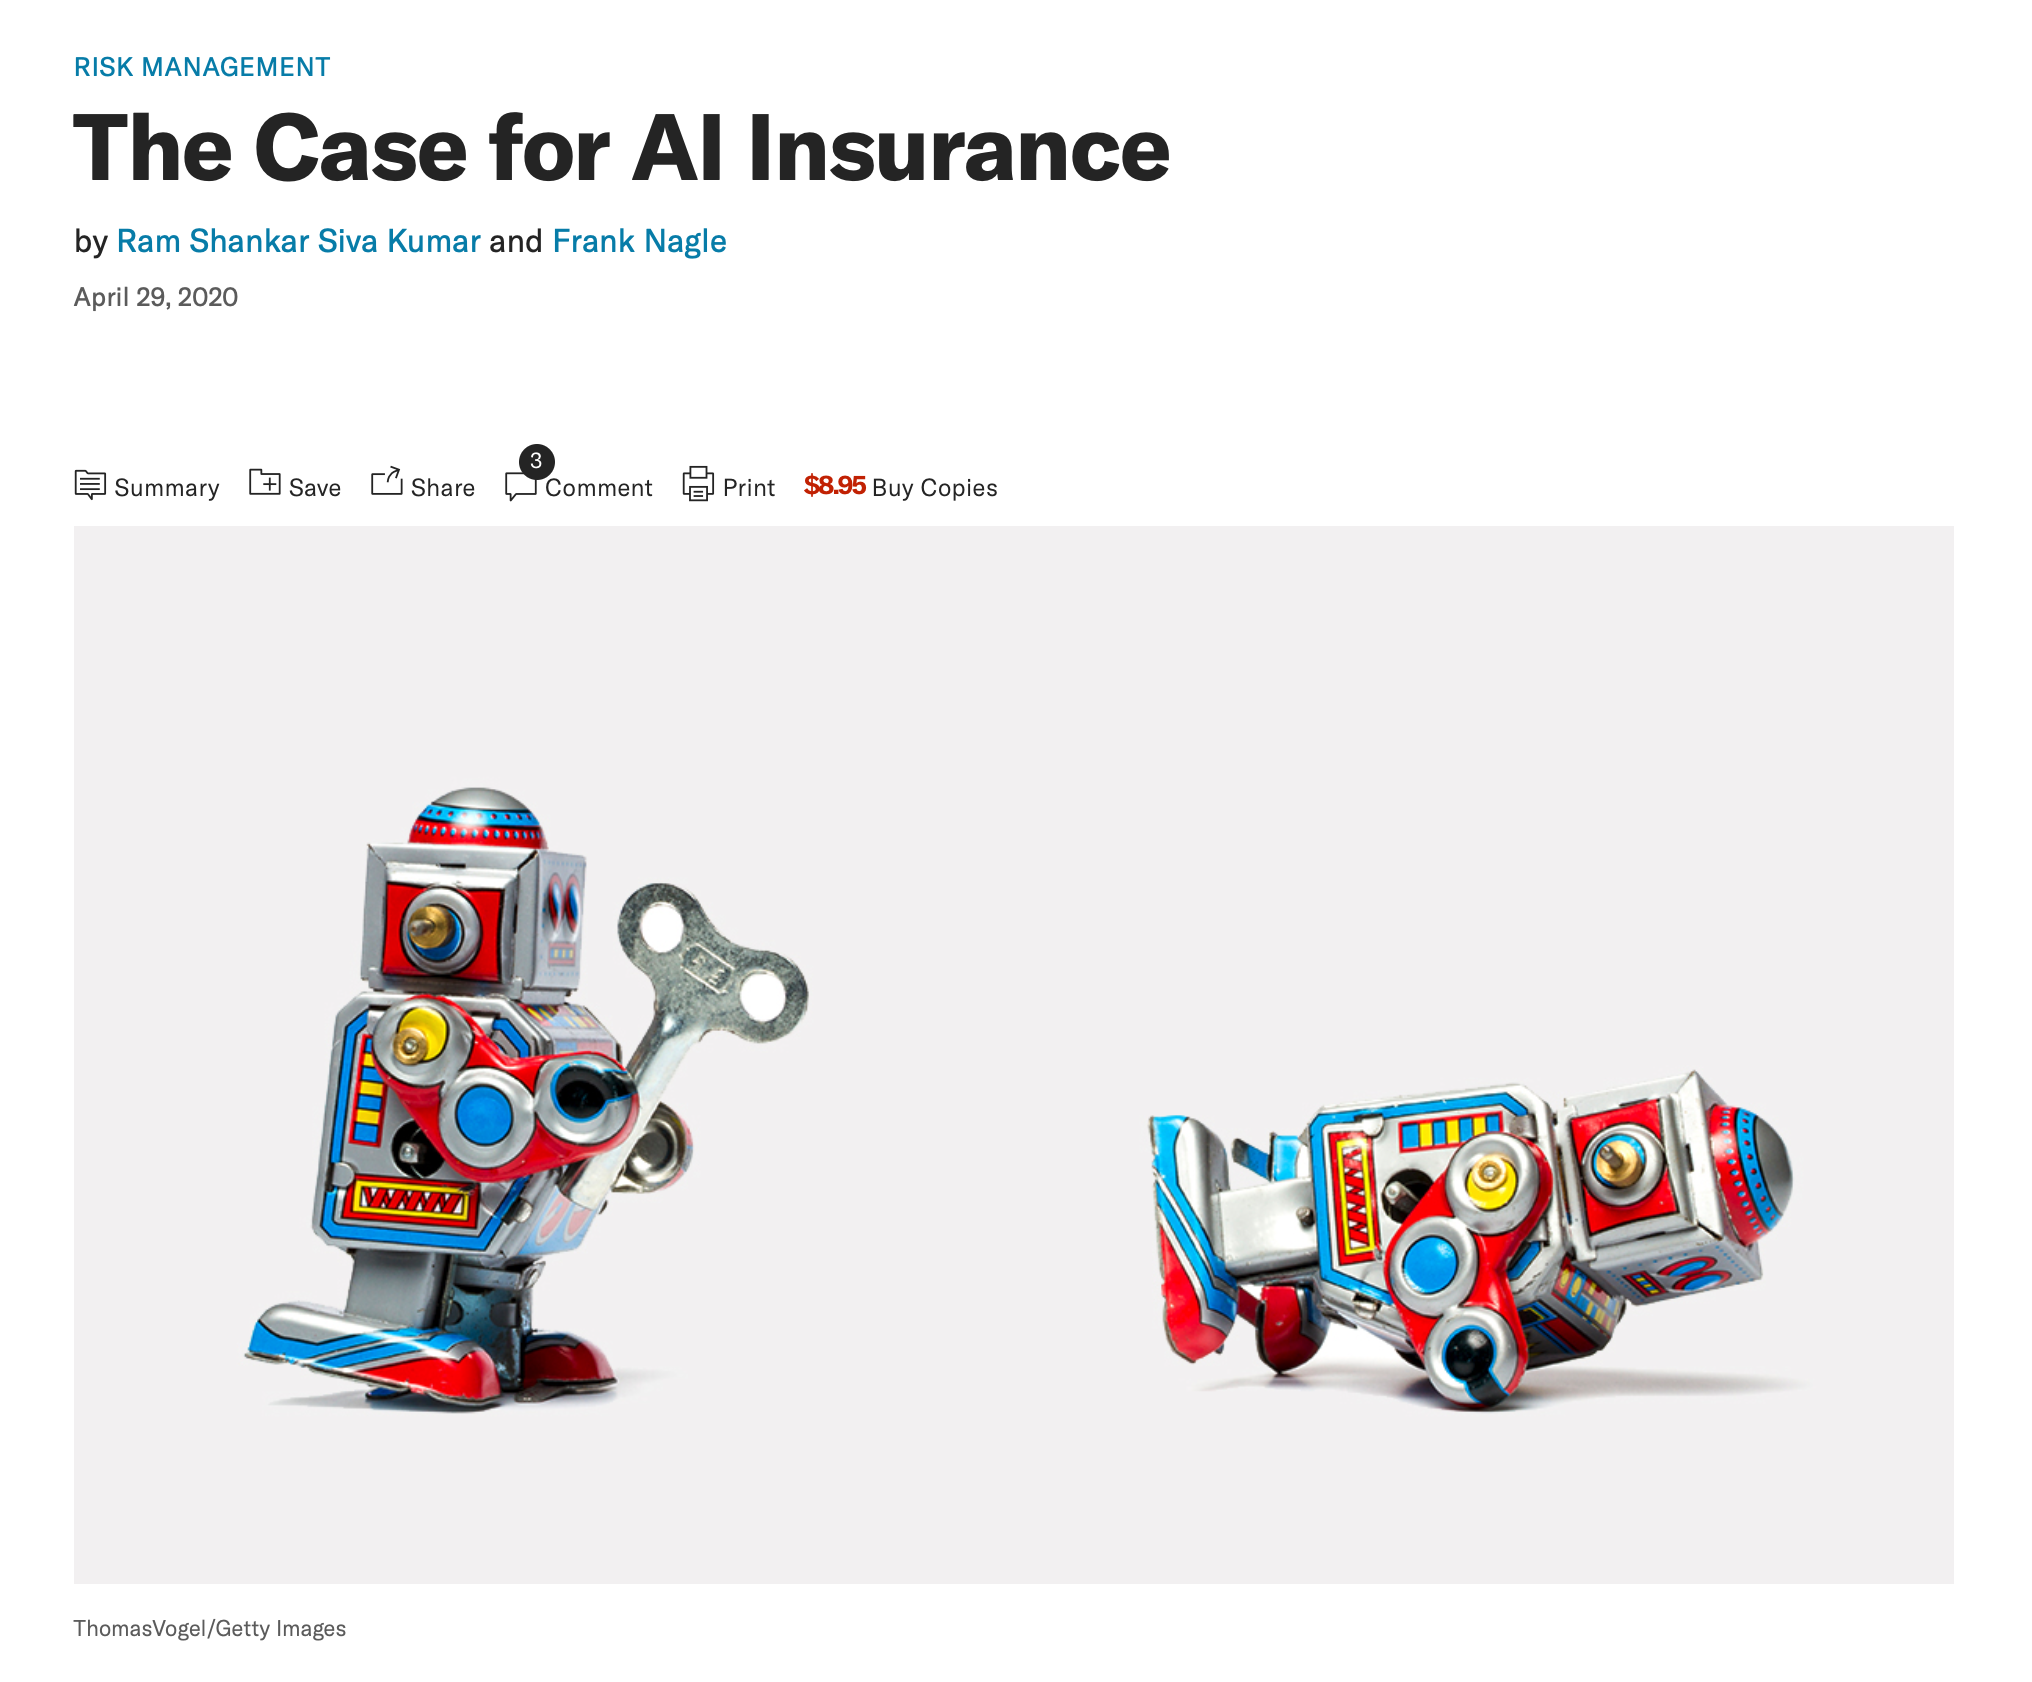 RISK MANAGEMENT
The Case for AI Insurance
by Ram Shankar Siva Kumar and Frank Nagle
April 29, 2020
Summary Save Share 3 Comment Print $8.95 Buy Copies
ThomasVogel/Getty Images